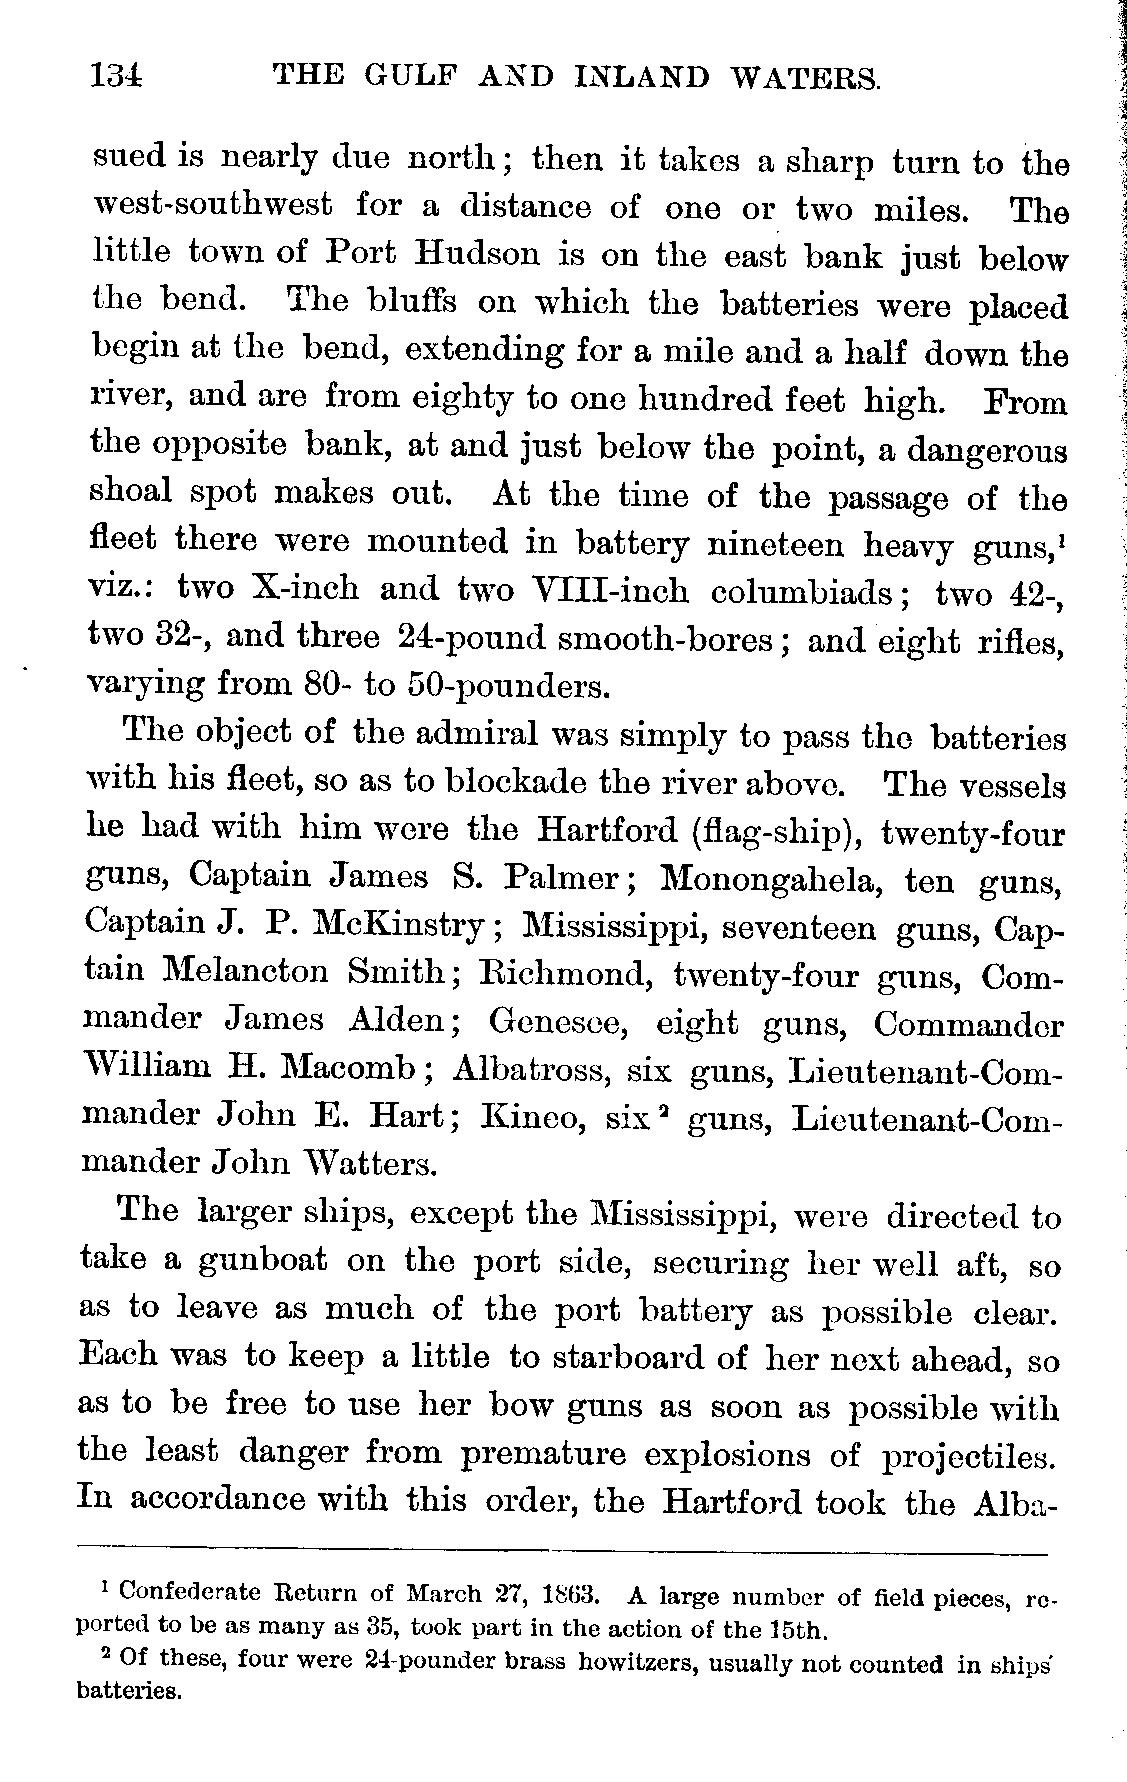 134 THE GULF AND INLAND WATERS.
sued is nearly due north; then it takes a sharp turn to the
west-southwest for a distance of one or two miles. The
little town of Port Hudson is on the east bank just below
the bend. The bluffs on which the batteries were placed
begin at the bend, extending for a mile and a half down the
river, and are from eighty to one hundred feet high. From
the opposite bank, at and just below the point, a dangerous
shoal spot makes out. At the time of the passage of the
fleet there were mounted in battery nineteen heavy guns,¹
viz.: two X-inch and two VIII-inch columbiads; two 42-,
two 32-, and three 24-pound smooth-bores; and eight rifles,
varying from 80- to 50-pounders.
The object of the admiral was simply to pass the batteries
with his fleet, so as to blockade the river above. The vessels
he had with him were the Hartford (flag-ship), twenty-four
guns, Captain James S. Palmer; Monongahela, ten guns,
Captain J. P. McKinstry; Mississippi, seventeen guns, Cap-
tain Melancton Smith; Richmond, twenty-four guns, Com-
mander James Alden; Genesee, eight guns, Commander
William H. Macomb; Albatross, six guns, Lieutenant-Com-
mander John E. Hart; Kineo, six² guns, Lieutenant-Com-
mander John Watters.
The larger ships, except the Mississippi, were directed to
take a gunboat on the port side, securing her well aft, so
as to leave as much of the port battery as possible clear.
Each was to keep a little to starboard of her next ahead, so
as to be free to use her bow guns as soon as possible with
the least danger from premature explosions of projectiles.
In accordance with this order, the Hartford took the Alba-
¹ Confederate Return of March 27, 1863. A large number of field pieces, re-
ported to be as many as 35, took part in the action of the 15th.
² Of these, four were 24-pounder brass howitzers, usually not counted in ships'
batteries.